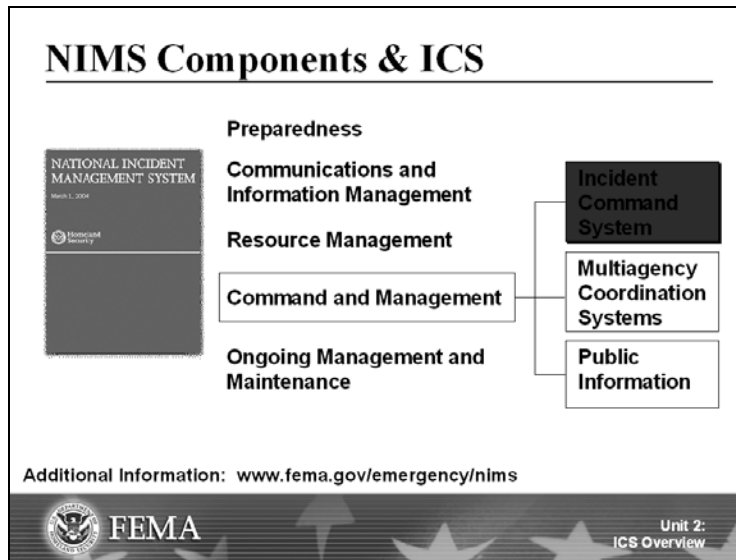 NIMS Components & ICS
NATIONAL INCIDENT
MANAGEMENT SYSTEM
March 1, 2004
Homeland
Security
Preparedness
Communications and
Information Management
Resource Management
Command and Management
Ongoing Management and
Maintenance
Incident
Command
System
Multiagency
Coordination
Systems
Public
Information
Additional Information: www.fema.gov/emergency/nims
FEMA
Unit 2:
ICS Overview